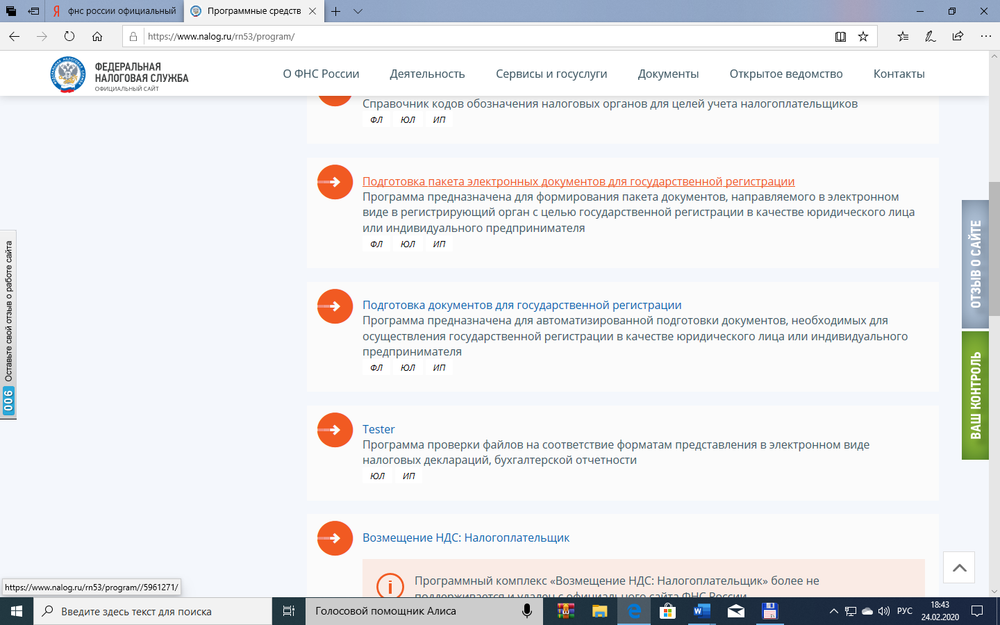 фнс россии официальный
Программные средств
https://www.nalog.ru/rn53/program/
ФЕДЕРАЛЬНАЯ
НАЛОГОВАЯ СЛУЖБА
ОФИЦИАЛЬНЫЙ САЙТ
О ФНС России
Деятельность
Сервисы и госуслуги
Документы
Открытое ведомство
Контакты
Справочник кодов обозначения налоговых органов для целей учета налогоплательщиков
ФЛ ЮЛ ИП
Подготовка пакета электронных документов для государственной регистрации
Программа предназначена для формирования пакета документов, направляемого в электронном
виде в регистрирующий орган с целью государственной регистрации в качестве юридического лица
или индивидуального предпринимателя
ФЛ ЮЛ ИП
Подготовка документов для государственной регистрации
Программа предназначена для автоматизированной подготовки документов, необходимых для
осуществления государственной регистрации в качестве юридического лица или индивидуального
предпринимателя
ФЛ ЮЛ ИП
Tester
Программа проверки файлов на соответствие форматам представления в электронном виде
налоговых деклараций, бухгалтерской отчетности
ЮЛ ИП
Возмещение НДС: Налогоплательщик
Программный комплекс «Возмещение НДС: Налогоплательщик» более не
поддерживается и удален с официального сайта ФНС России
Оставьте свой отзыв о работе сайта
006
ОТЗЫВ О САЙТЕ
ВАШ КОНТРОЛЬ
https://www.nalog.ru/rn53/program//5961271/
Введите здесь текст для поиска
Голосовой помощник Алиса
РУС
18:43
24.02.2020